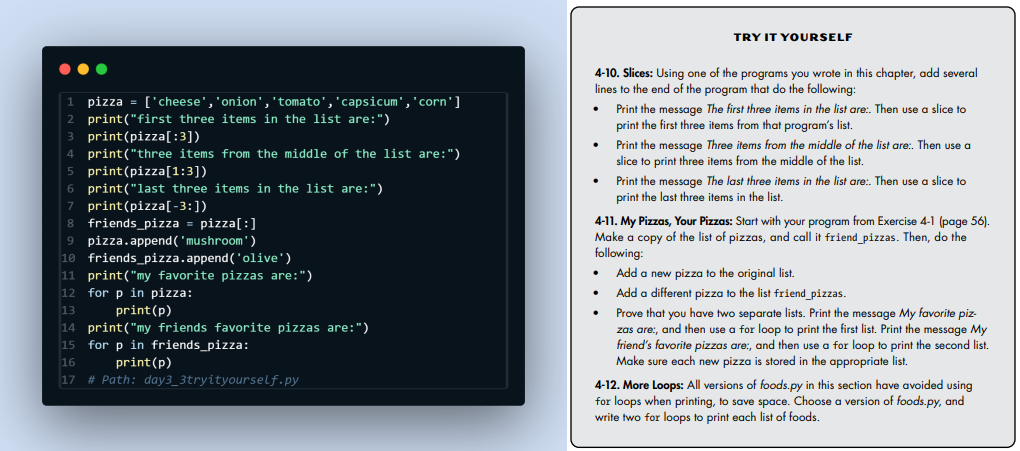 1 pizza = ['cheese','onion','tomato','capsicum','corn']
2 print("first three items in the list are:")
3 print(pizza[:3])
4 print("three items from the middle of the list are:")
5 print(pizza[1:3])
6 print("last three items in the list are:")
7 print(pizza[-3:])
8 friends_pizza = pizza[:]
9 pizza.append('mushroom')
10 friends_pizza.append('olive')
11 print("my favorite pizzas are:")
12 for p in pizza:
13     print(p)
14 print("my friends favorite pizzas are:")
15 for p in friends_pizza:
16     print(p)
17 # Path: day3_3tryityourself.py
TRY IT YOURSELF
4-10. Slices: Using one of the programs you wrote in this chapter, add several
lines to the end of the program that do the following:
• Print the message The first three items in the list are:. Then use a slice to
print the first three items from that program's list.
• Print the message Three items from the middle of the list are:. Then use a
slice to print three items from the middle of the list.
• Print the message The last three items in the list are:. Then use a slice to
print the last three items in the list.
4-11. My Pizzas, Your Pizzas: Start with your program from Exercise 4-1 (page 56).
Make a copy of the list of pizzas, and call it friend_pizzas. Then, do the
following:
• Add a new pizza to the original list.
• Add a different pizza to the list friend_pizzas.
• Prove that you have two separate lists. Print the message My favorite piz-
zas are:, and then use a for loop to print the first list. Print the message My
friend's favorite pizzas are:, and then use a for loop to print the second list.
Make sure each new pizza is stored in the appropriate list.
4-12. More Loops: All versions of foods.py in this section have avoided using
for loops when printing, to save space. Choose a version of foods.py, and
write two for loops to print each list of foods.